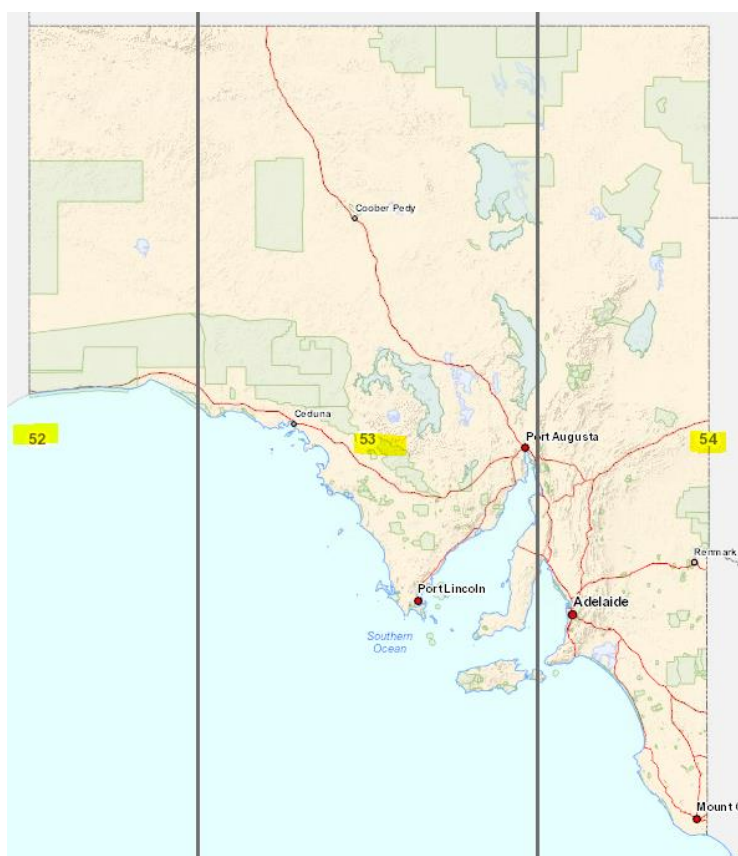 Coober Pedy
Ceduna
52
53
Port Augusta
54
Renmark
Port Lincoln
Adelaide
Southern
Ocean
Mount